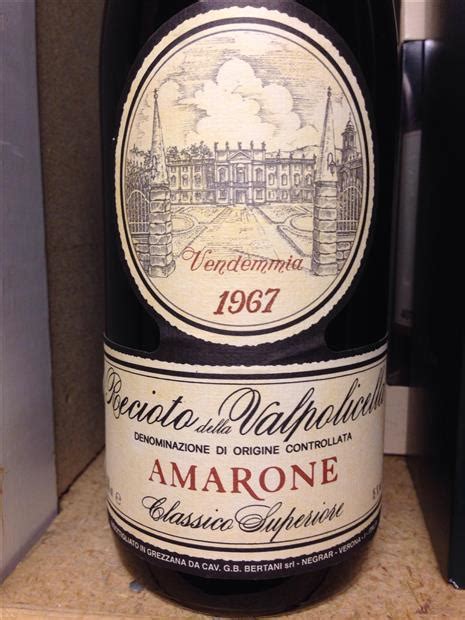 Vendemmia
1967
Recioto della Valpolicella
DENOMINAZIONE DI ORIGINE CONTROLLATA
AMARONE
Classico Superiore
IN GREZZANA DA CAV. G.B. BERTANI srl - NEGRAR - VERONA -